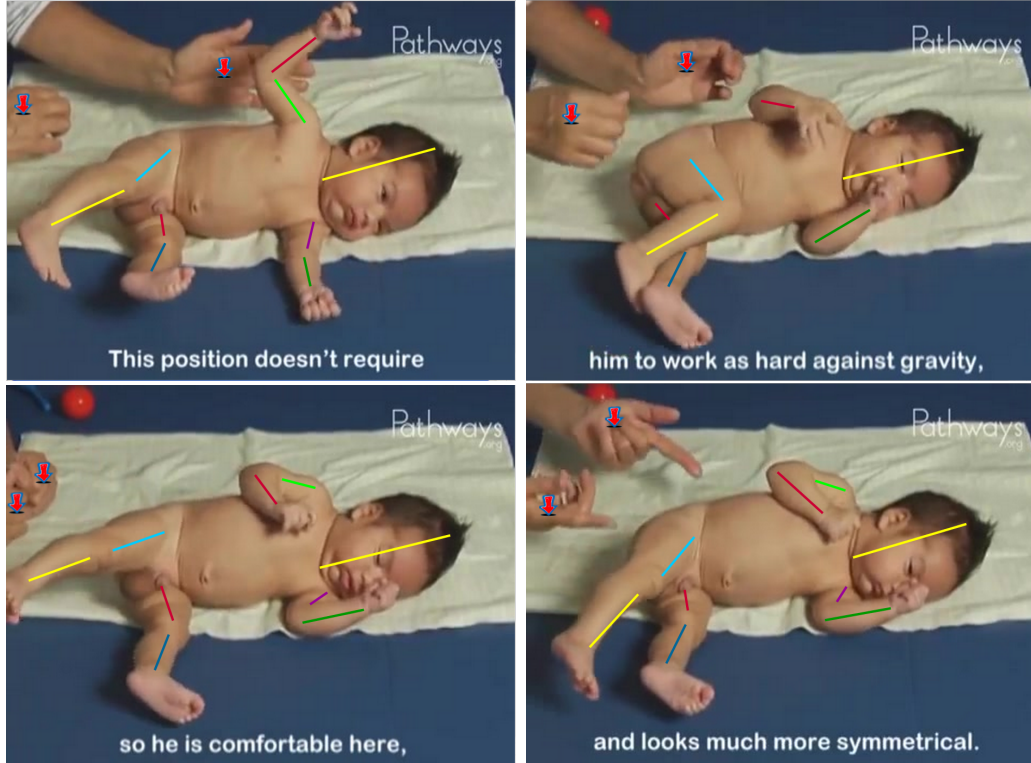 Pathways
.org
This position doesn't require
Pathways
.org
him to work as hard against gravity,
Pathways
.org
so he is comfortable here,
Pathways
.org
and looks much more symmetrical.